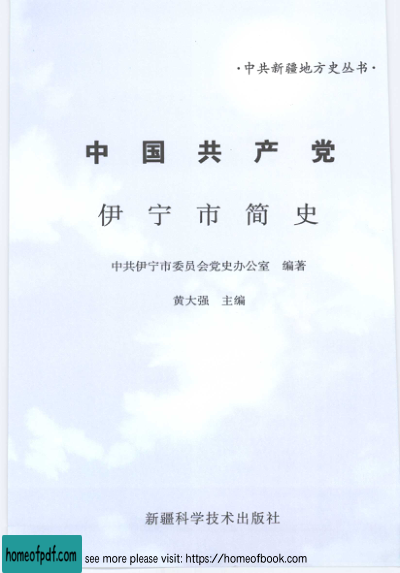 ·中共新疆地方史丛书·
中国共产党
伊宁市简史
中共伊宁市委员会党史办公室 编著
黄大强 主编
新疆科学技术出版社
homeofpdf.com
see more please visit: https://homeofbook.com